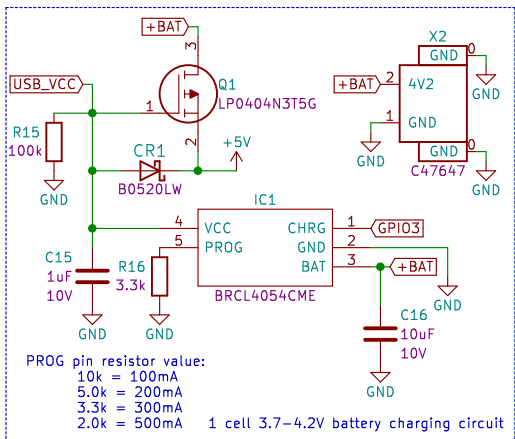 +BAT
3
X2
0
GND
USB_VCC
Q1
+BAT
2
4V2
GND
1
LP0404N3T5G
R15
100k
2
+5V
1
GND
GND
0
GND
CR1
B0520LW
C47647
GND
GND
IC1
4
VCC
CHRG
1
GPIO3
5
PROG
GND
2
C15
1uF
10V
R16
3.3k
BAT
3
+BAT
BRCL4054CME
GND
GND
GND
C16
10uF
10V
GND
PROG pin resistor value:
10k = 100mA
5.0k = 200mA
3.3k = 300mA
2.0k = 500mA
1 cell 3.7-4.2V battery charging circuit